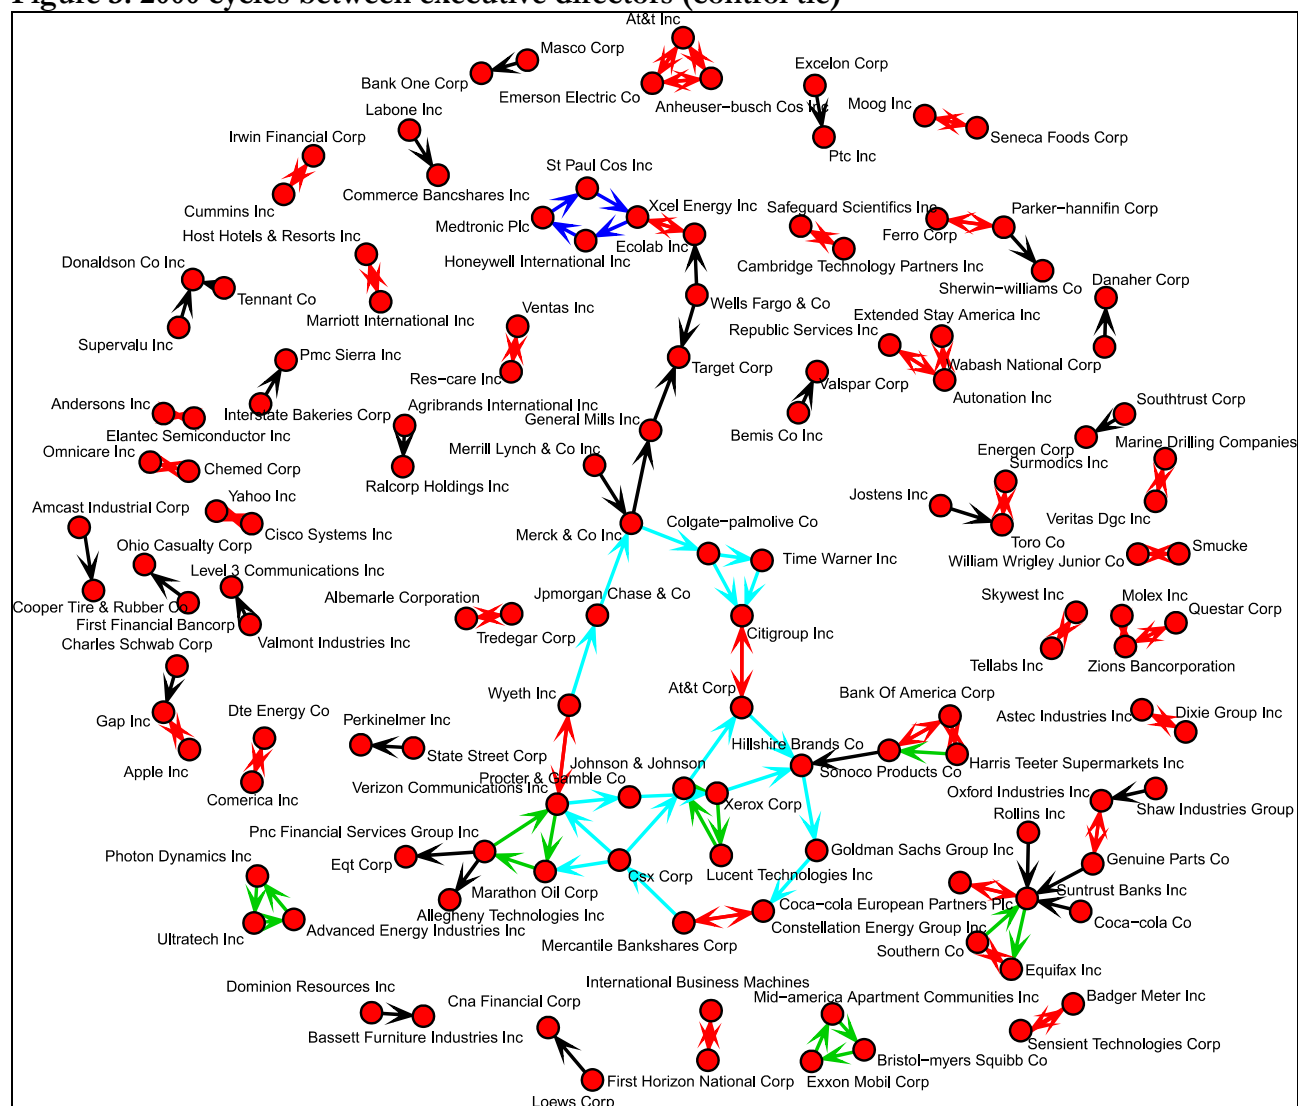 Figure 3. 2000 cycles between executive directors (control tie)
At&t Inc
Masco Corp
Bank One Corp
Emerson Electric Co
Anheuser−busch Cos Inc
Excelon Corp
Moog Inc
Labone Inc
Seneca Foods Corp
Irwin Financial Corp
Ptc Inc
St Paul Cos Inc
Commerce Bancshares Inc
Cummins Inc
Medtronic Plc
Xcel Energy Inc
Safeguard Scientifics Inc
Parker−hannifin Corp
Ferro Corp
Host Hotels & Resorts Inc
Ecolab Inc
Honeywell International Inc
Cambridge Technology Partners Inc
Donaldson Co Inc
Sherwin−williams Co
Danaher Corp
Tennant Co
Marriott International Inc
Ventas Inc
Wells Fargo & Co
Extended Stay America Inc
Republic Services Inc
Supervalu Inc
Pmc Sierra Inc
Target Corp
Wabash National Corp
Res−care Inc
Valspar Corp
Autonation Inc
Andersons Inc
Interstate Bakeries Corp
Agribrands International Inc
Southtrust Corp
General Mills Inc
Bemis Co Inc
Elantec Semiconductor Inc
Merrill Lynch & Co Inc
Energen Corp
Marine Drilling Companies
Omnicare Inc
Chemed Corp
Surmodics Inc
Ralcorp Holdings Inc
Yahoo Inc
Jostens Inc
Amcast Industrial Corp
Veritas Dgc Inc
Cisco Systems Inc
Merck & Co Inc
Colgate−palmolive Co
Toro Co
Ohio Casualty Corp
Time Warner Inc
William Wrigley Junior Co
Smucke
Level 3 Communications Inc
Albemarle Corporation
Jpmorgan Chase & Co
Skywest Inc
Molex Inc
Cooper Tire & Rubber Co
Questar Corp
First Financial Bancorp
Valmont Industries Inc
Tredegar Corp
Citigroup Inc
Charles Schwab Corp
Tellabs Inc
Zions Bancorporation
Wyeth Inc
At&t Corp
Bank Of America Corp
Gap Inc
Dte Energy Co
Perkinelmer Inc
Astec Industries Inc
Dixie Group Inc
Apple Inc
State Street Corp
Hillshire Brands Co
Johnson & Johnson
Sonoco Products Co
Harris Teeter Supermarkets Inc
Comerica Inc
Procter & Gamble Co
Verizon Communications Inc
Oxford Industries Inc
Xerox Corp
Shaw Industries Group
Rollins Inc
Pnc Financial Services Group Inc
Goldman Sachs Group Inc
Photon Dynamics Inc
Eqt Corp
Genuine Parts Co
Csx Corp
Lucent Technologies Inc
Marathon Oil Corp
Suntrust Banks Inc
Coca−cola European Partners Plc
Allegheny Technologies Inc
Coca−cola Co
Advanced Energy Industries Inc
Constellation Energy Group Inc
Ultratech Inc
Mercantile Bankshares Corp
Southern Co
Equifax Inc
International Business Machines
Dominion Resources Inc
Mid−america Apartment Communities Inc
Badger Meter Inc
Cna Financial Corp
Bassett Furniture Industries Inc
Sensient Technologies Corp
Bristol−myers Squibb Co
First Horizon National Corp
Exxon Mobil Corp
Loews Corp